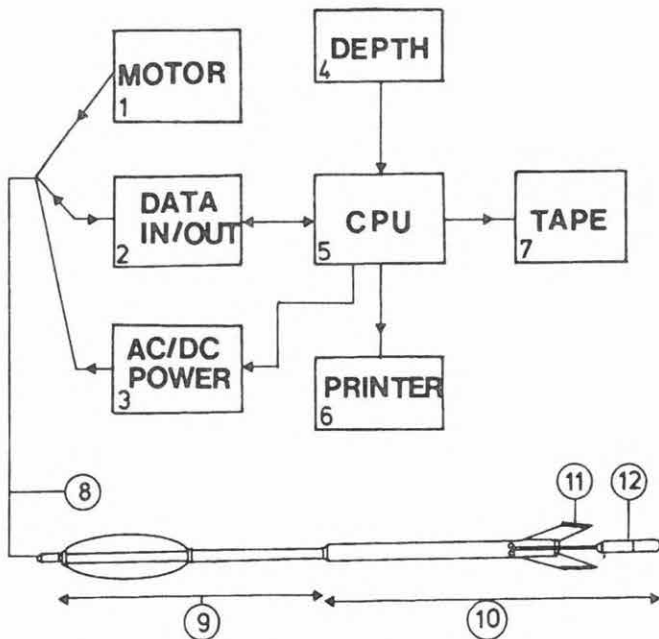 MOTOR
1
DEPTH
4
DATA
IN/OUT
2
CPU
5
TAPE
7
AC/DC
POWER
3
PRINTER
6
8
11
12
9
10